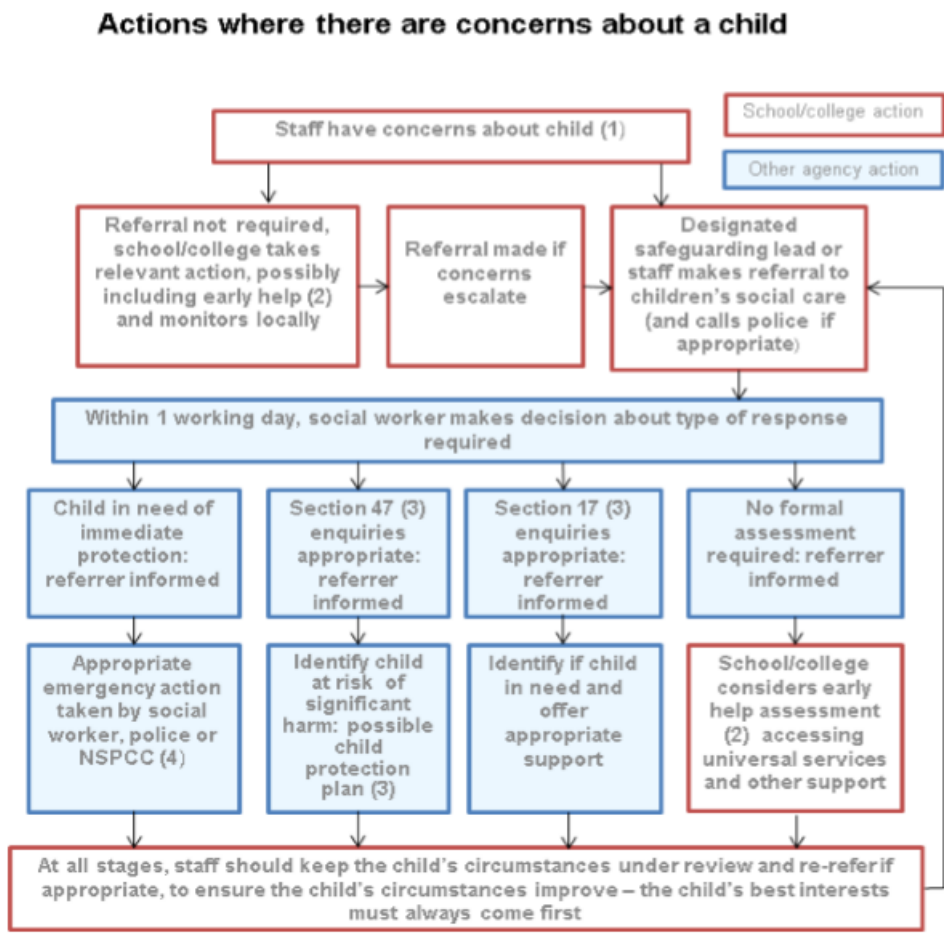 Actions where there are concerns about a child
School/college action
Other agency action
Staff have concerns about child (1)
Referral not required,
school/college takes
relevant action, possibly
including early help (2)
and monitors locally
Referral made if
concerns
escalate
Designated
safeguarding lead or
staff makes referral to
children's social care
(and calls police if
appropriate)
Within 1 working day, social worker makes decision about type of response
required
Child in need of
immediate
protection:
referrer informed
Section 47 (3)
enquiries
appropriate:
referrer
informed
Section 17 (3)
enquiries
appropriate:
referrer
informed
No formal
assessment
required: referrer
informed
Appropriate
emergency action
taken by social
worker, police or
NSPCC (4)
Identify child
at risk of
significant
harm: possible
child
protection
plan (3)
Identify if child
in need and
offer
appropriate
support
School/college
considers early
help assessment
(2) accessing
universal services
and other support
At all stages, staff should keep the child's circumstances under review and re-refer if
appropriate, to ensure the child's circumstances improve – the child's best interests
must always come first